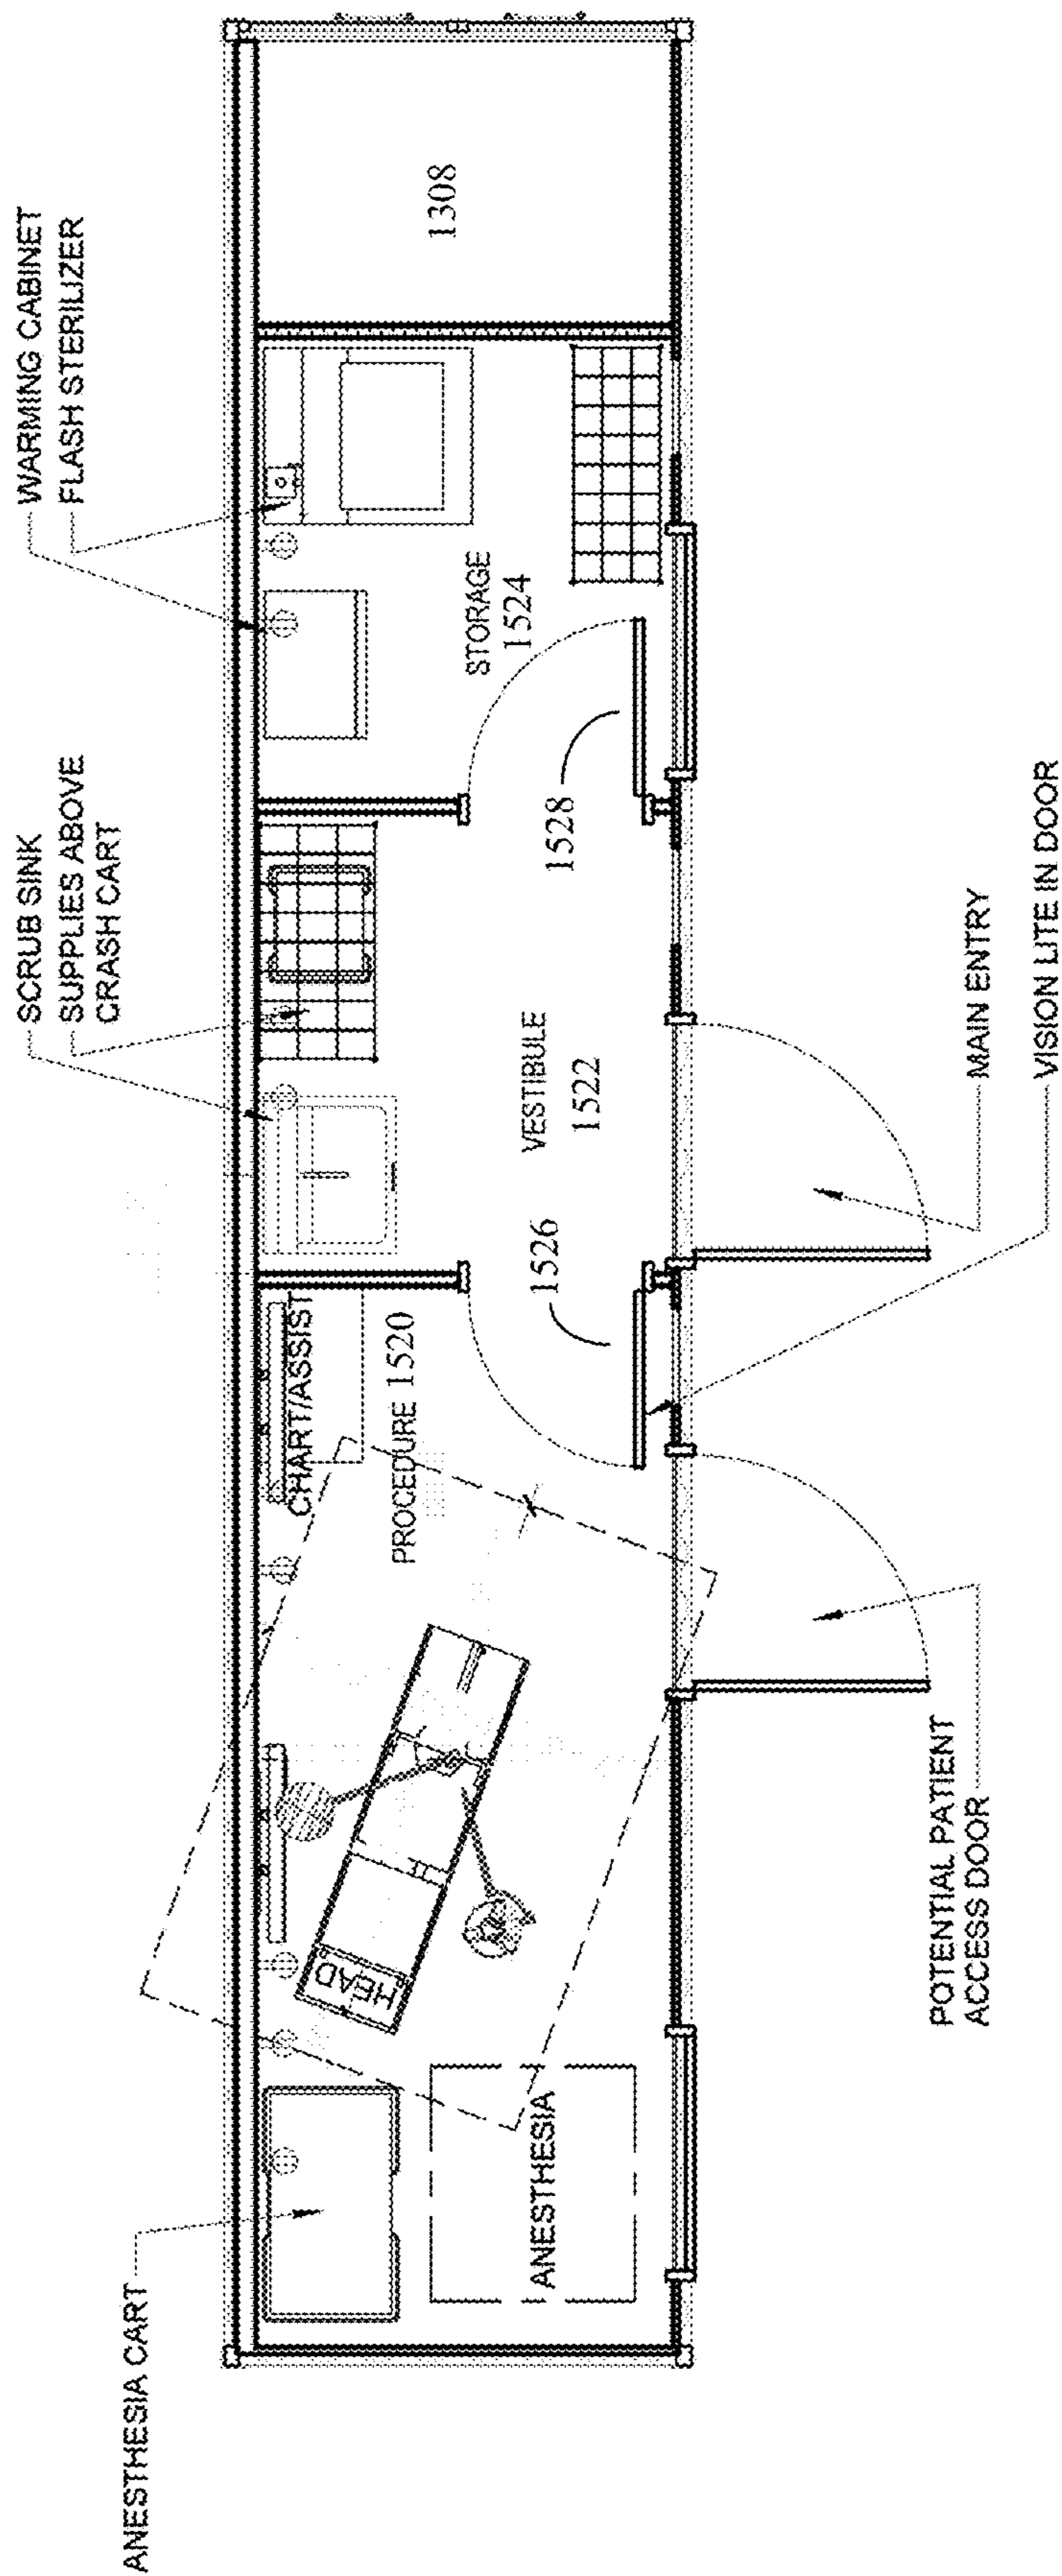 ANESTHESIA CART
SCRUB SINK
SUPPLIES ABOVE
CRASH CART
WARMING CABINET
FLASH STERILIZER
CHART/ASSIST
PROCEDURE 1520
HEAD
ANESTHESIA
1526
VESTIBULE
1522
1528
STORAGE
1524
1308
POTENTIAL PATIENT
ACCESS DOOR
MAIN ENTRY
VISION LITE IN DOOR